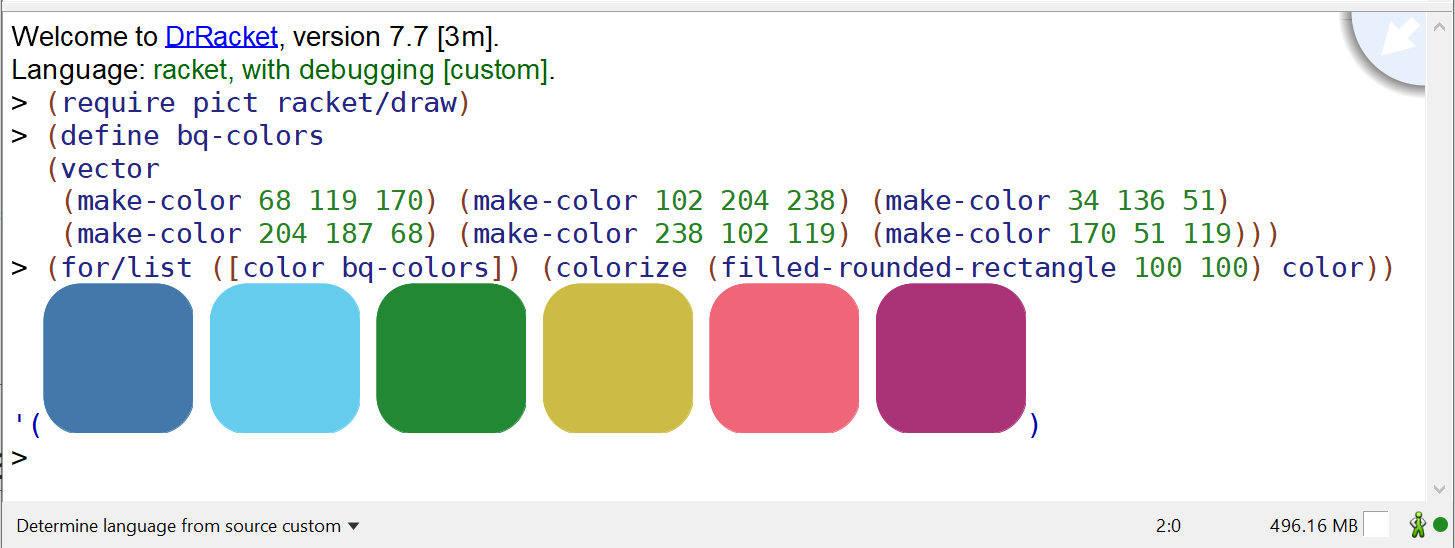 Welcome to DrRacket, version 7.7 [3m].
Language: racket, with debugging [custom].
> (require pict racket/draw)
> (define bq-colors
  (vector
   (make-color 68 119 170) (make-color 102 204 238) (make-color 34 136 51)
   (make-color 204 187 68) (make-color 238 102 119) (make-color 170 51 119)))
> (for/list ([color bq-colors]) (colorize (filled-rounded-rectangle 100 100) color))
'( )
>
Determine language from source custom 2:0 496.16 MB